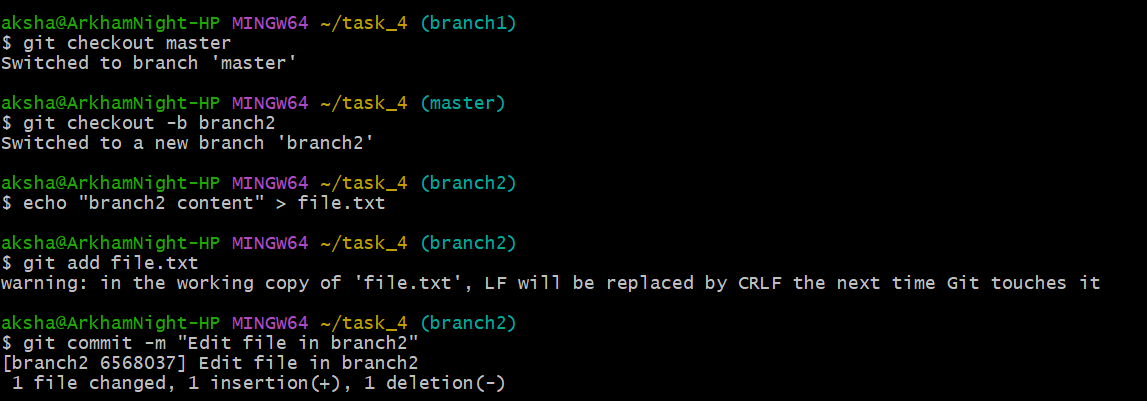 aksha@ArkhamNight-HP MINGW64 ~/task_4 (branch1)
$ git checkout master
Switched to branch 'master'
aksha@ArkhamNight-HP MINGW64 ~/task_4 (master)
$ git checkout -b branch2
Switched to a new branch 'branch2'
aksha@ArkhamNight-HP MINGW64 ~/task_4 (branch2)
$ echo "branch2 content" > file.txt
aksha@ArkhamNight-HP MINGW64 ~/task_4 (branch2)
$ git add file.txt
warning: in the working copy of 'file.txt', LF will be replaced by CRLF the next time Git touches it
aksha@ArkhamNight-HP MINGW64 ~/task_4 (branch2)
$ git commit -m "Edit file in branch2"
[branch2 6568037] Edit file in branch2
 1 file changed, 1 insertion(+), 1 deletion(-)